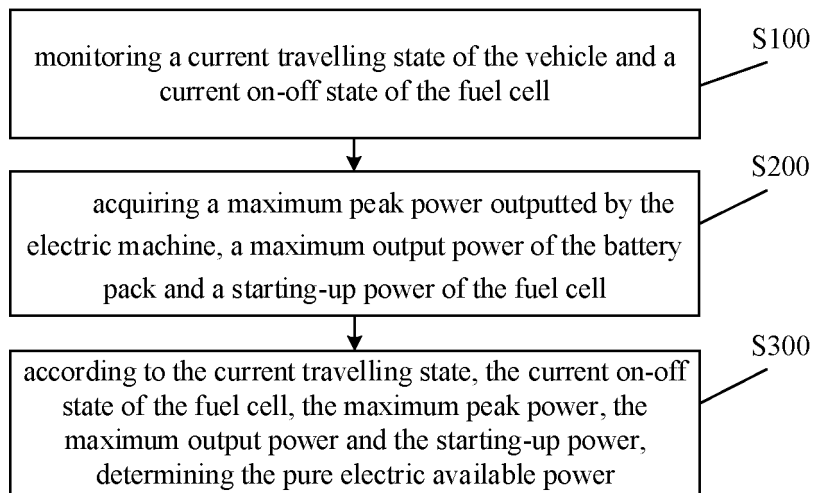 monitoring a current travelling state of the vehicle and a
current on-off state of the fuel cell
S100
acquiring a maximum peak power outputted by the
electric machine, a maximum output power of the battery
pack and a starting-up power of the fuel cell
S200
according to the current travelling state, the current on-off
state of the fuel cell, the maximum peak power, the
maximum output power and the starting-up power,
determining the pure electric available power
S300